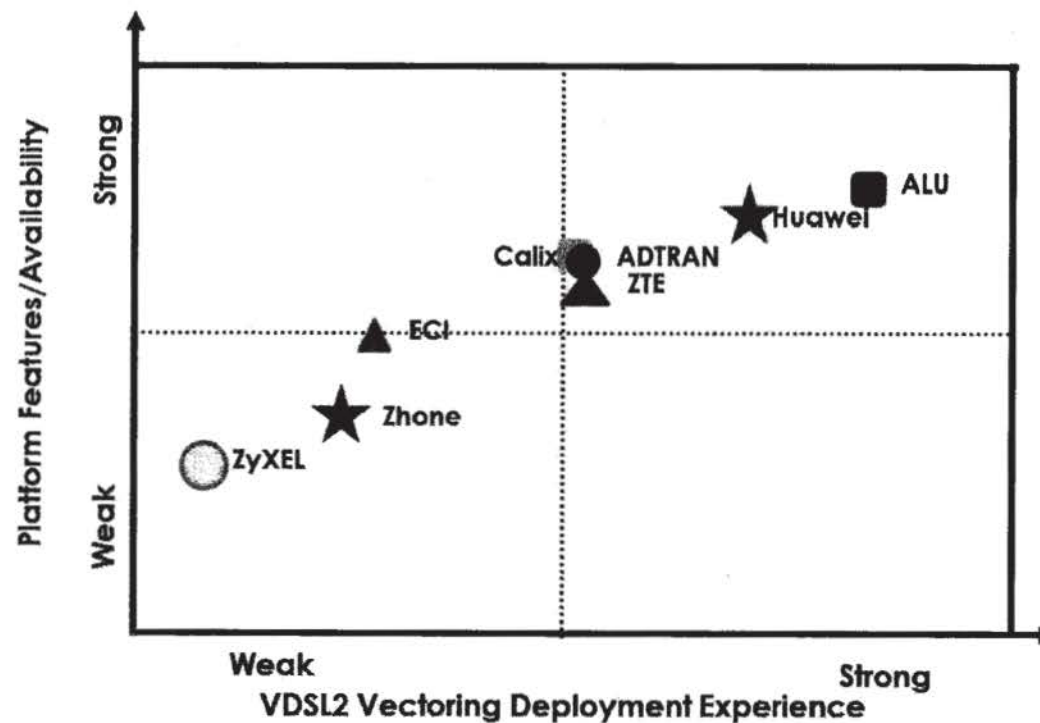 Platform Features/Availability
Strong
Weak
ALU
Huawei
Calix
ADTRAN
ZTE
ECI
Zhone
ZyXEL
Weak
Strong
VDSL2 Vectoring Deployment Experience